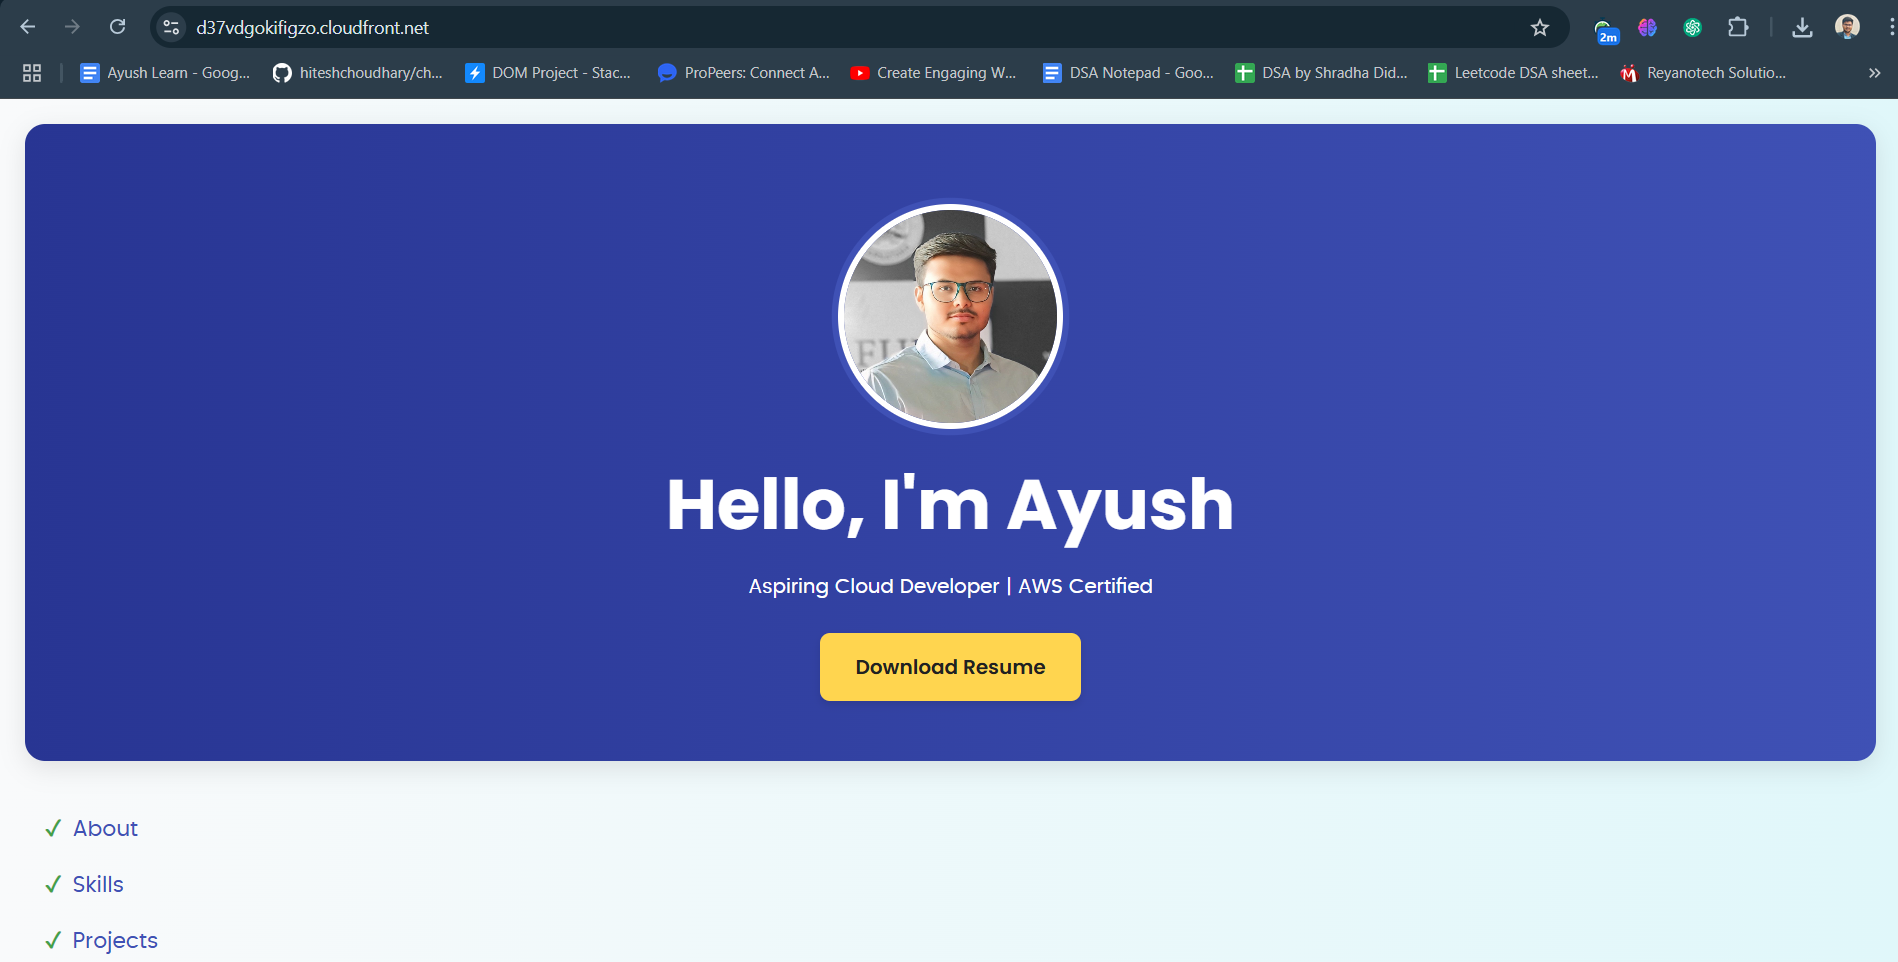 d37vdgokifigzo.cloudfront.net
2m
Ayush Learn - Goog...
hiteshchoudhary/ch...
DOM Project - Stac...
ProPeers: Connect A...
Create Engaging W...
DSA Notepad - Goo...
DSA by Shradha Did...
Leetcode DSA sheet...
Reyanotech Solutio...
Hello, I'm Ayush
Aspiring Cloud Developer | AWS Certified
Download Resume
✓ About
✓ Skills
✓ Projects